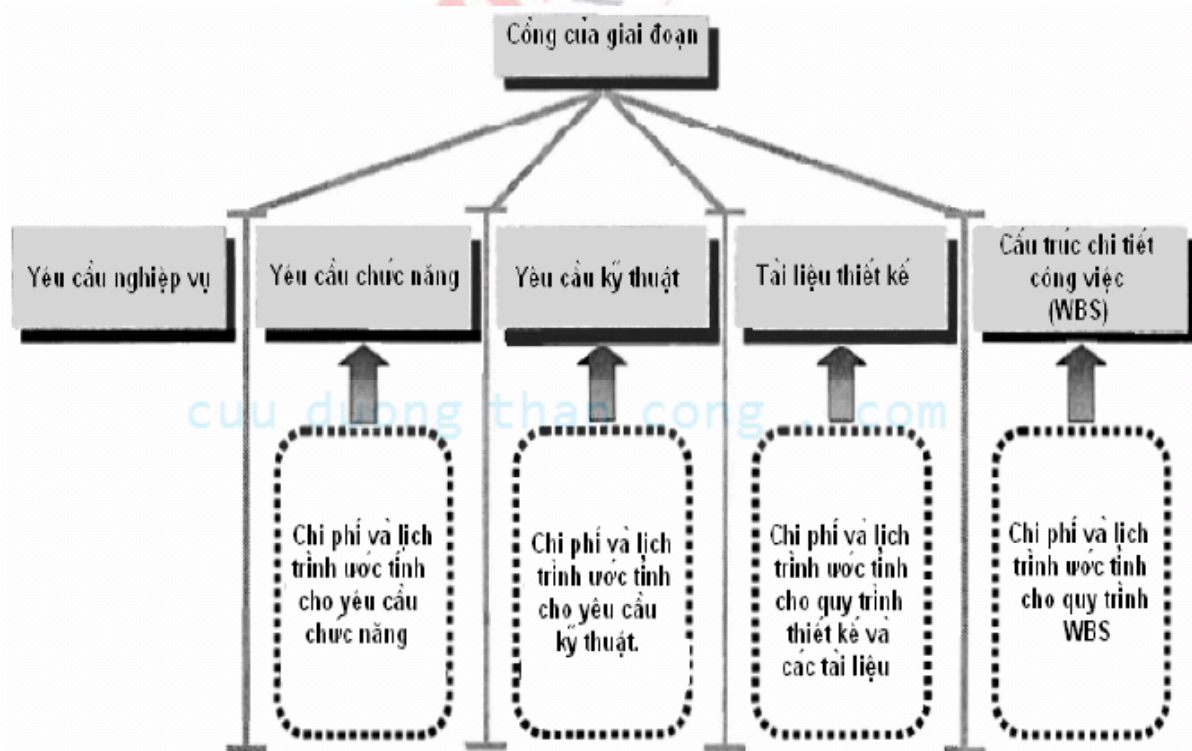 Cổng của giai đoạn
Yêu cầu nghiệp vụ
Yêu cầu chức năng
Yêu cầu kỹ thuật
Tài liệu thiết kế
Cấu trúc chi tiết
công việc
(WBS)
cuu duong than cong . com
Chi phí và lịch
trình ước tính
cho yêu cầu
chức năng
Chi phí và lịch
trình ước tính
cho yêu cầu
kỹ thuật.
Chi phí và lịch
trình ước tính
cho quy trình
thiết kế và
các tài liệu
Chi phí và lịch
trình ước tính
cho quy trình
WBS